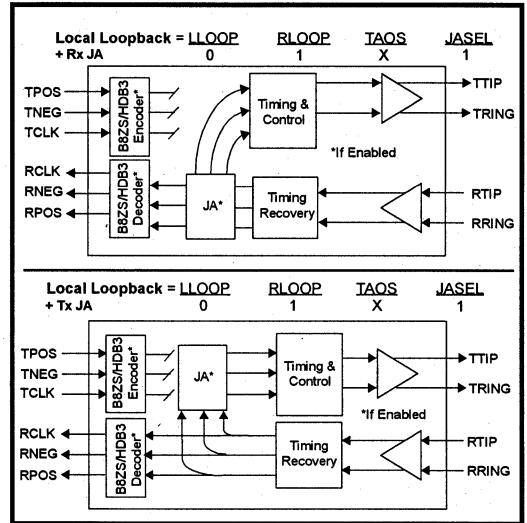 Local Loopback = LLOOP RLOOP TAOS JASEL
+ Rx JA 0 1 X 1
TPOS
TNEG
TCLK
B8ZS/HDB3
Encoder*
Timing &
Control
TTIP
TRING
*If Enabled
RCLK
RNEG
RPOS
B8ZS/HDB3
Decoder*
JA*
Timing
Recovery
RTIP
RRING
Local Loopback = LLOOP RLOOP TAOS JASEL
+ Tx JA 0 1 X 1
TPOS
TNEG
TCLK
B8ZS/HDB3
Encoder*
JA*
Timing &
Control
TTIP
TRING
*If Enabled
RCLK
RNEG
RPOS
B8ZS/HDB3
Decoder*
Timing
Recovery
RTIP
RRING